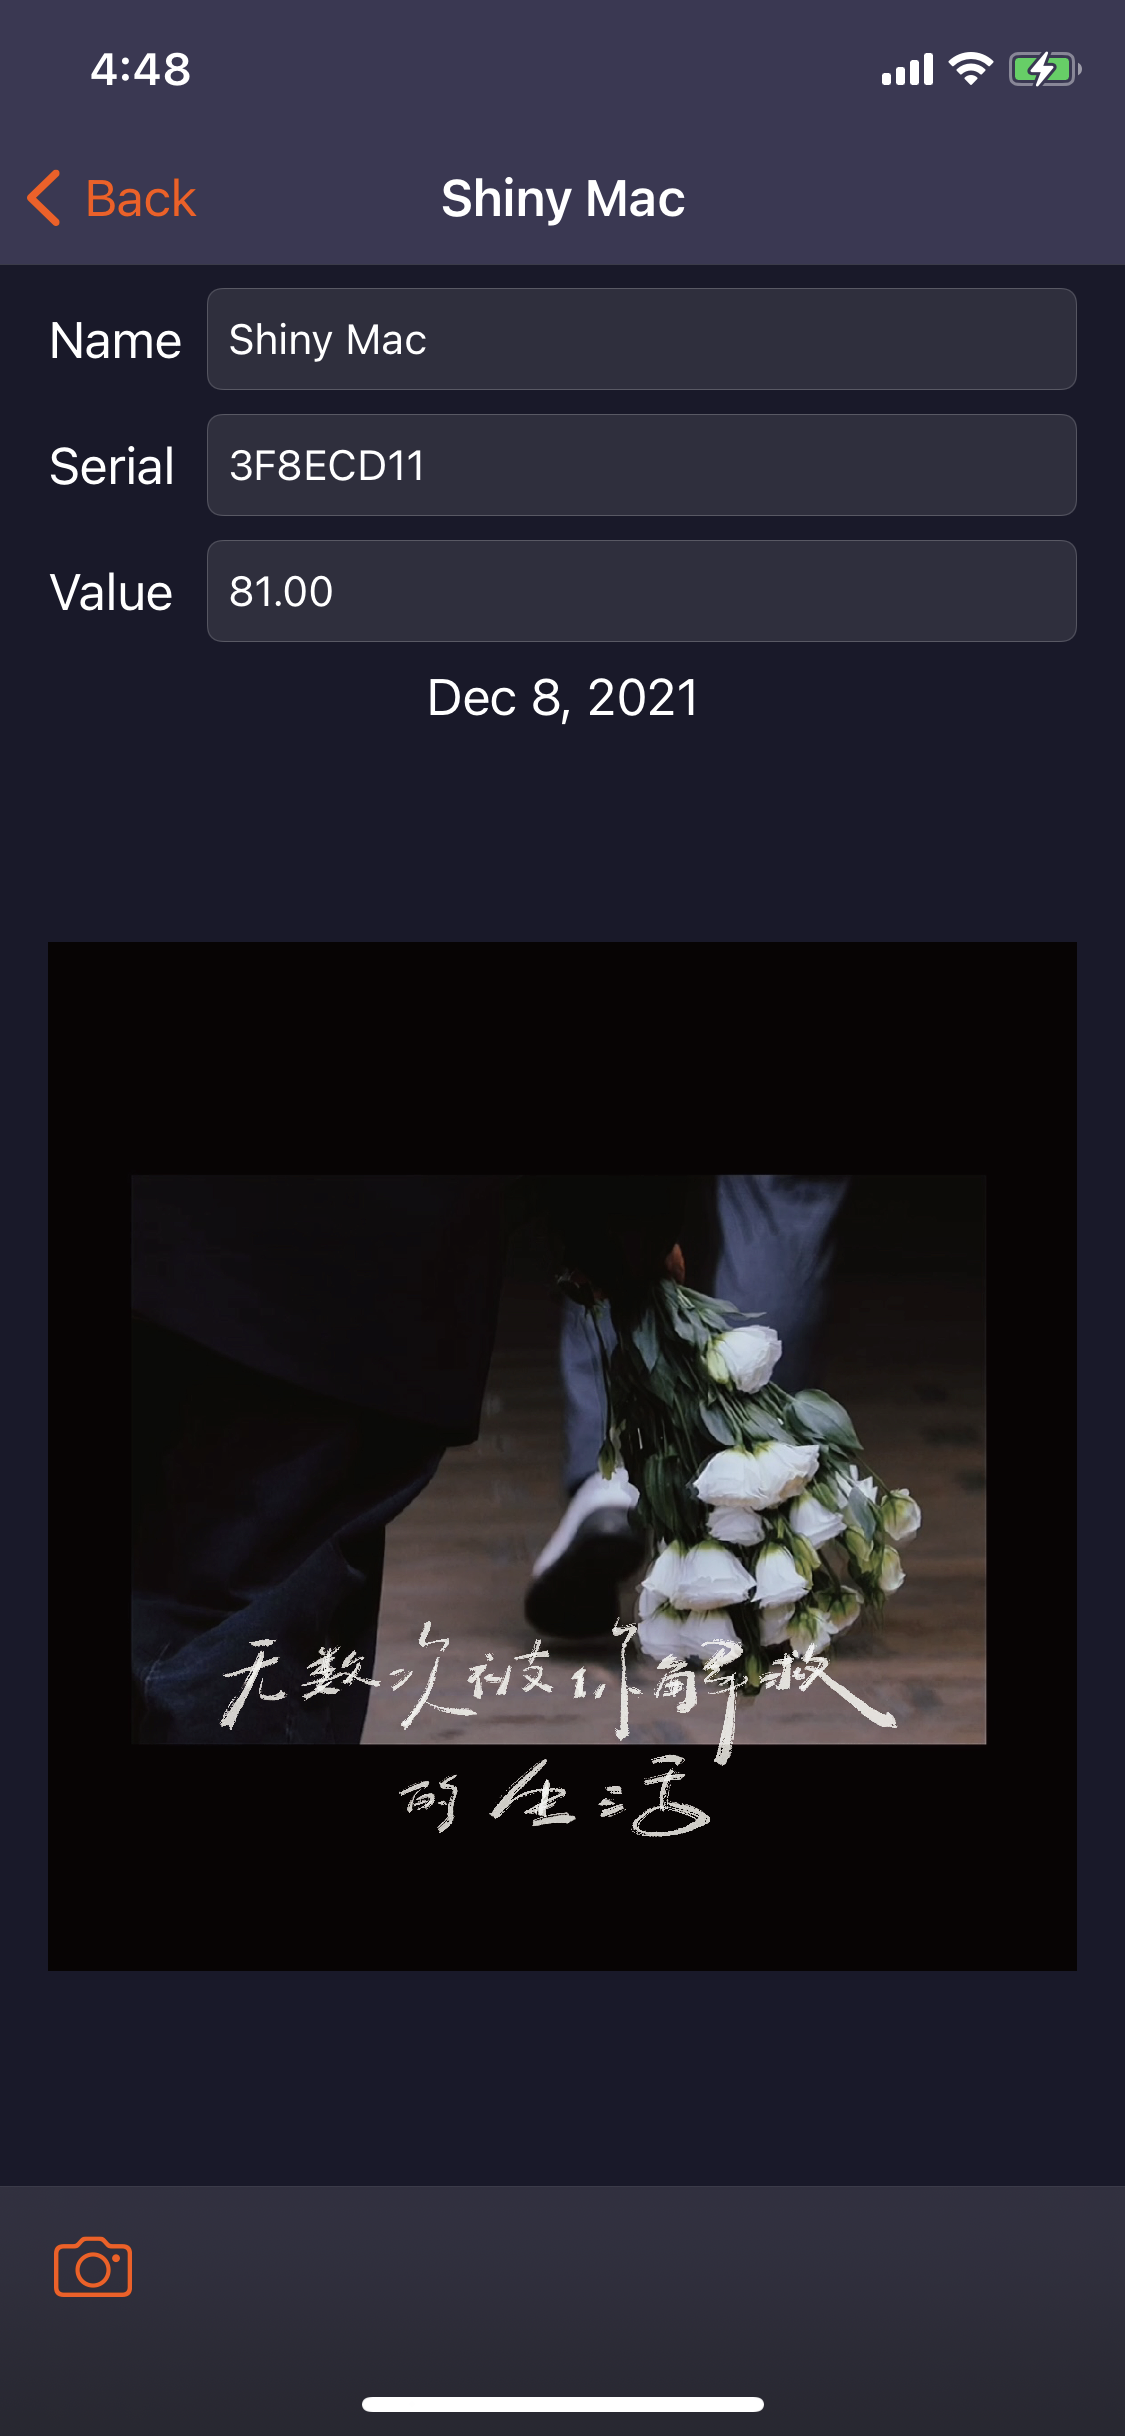 4:48
Back
Shiny Mac
Name
Shiny Mac
Serial
3F8ECD11
Value
81.00
Dec 8, 2021
无数次被你解救
的生活